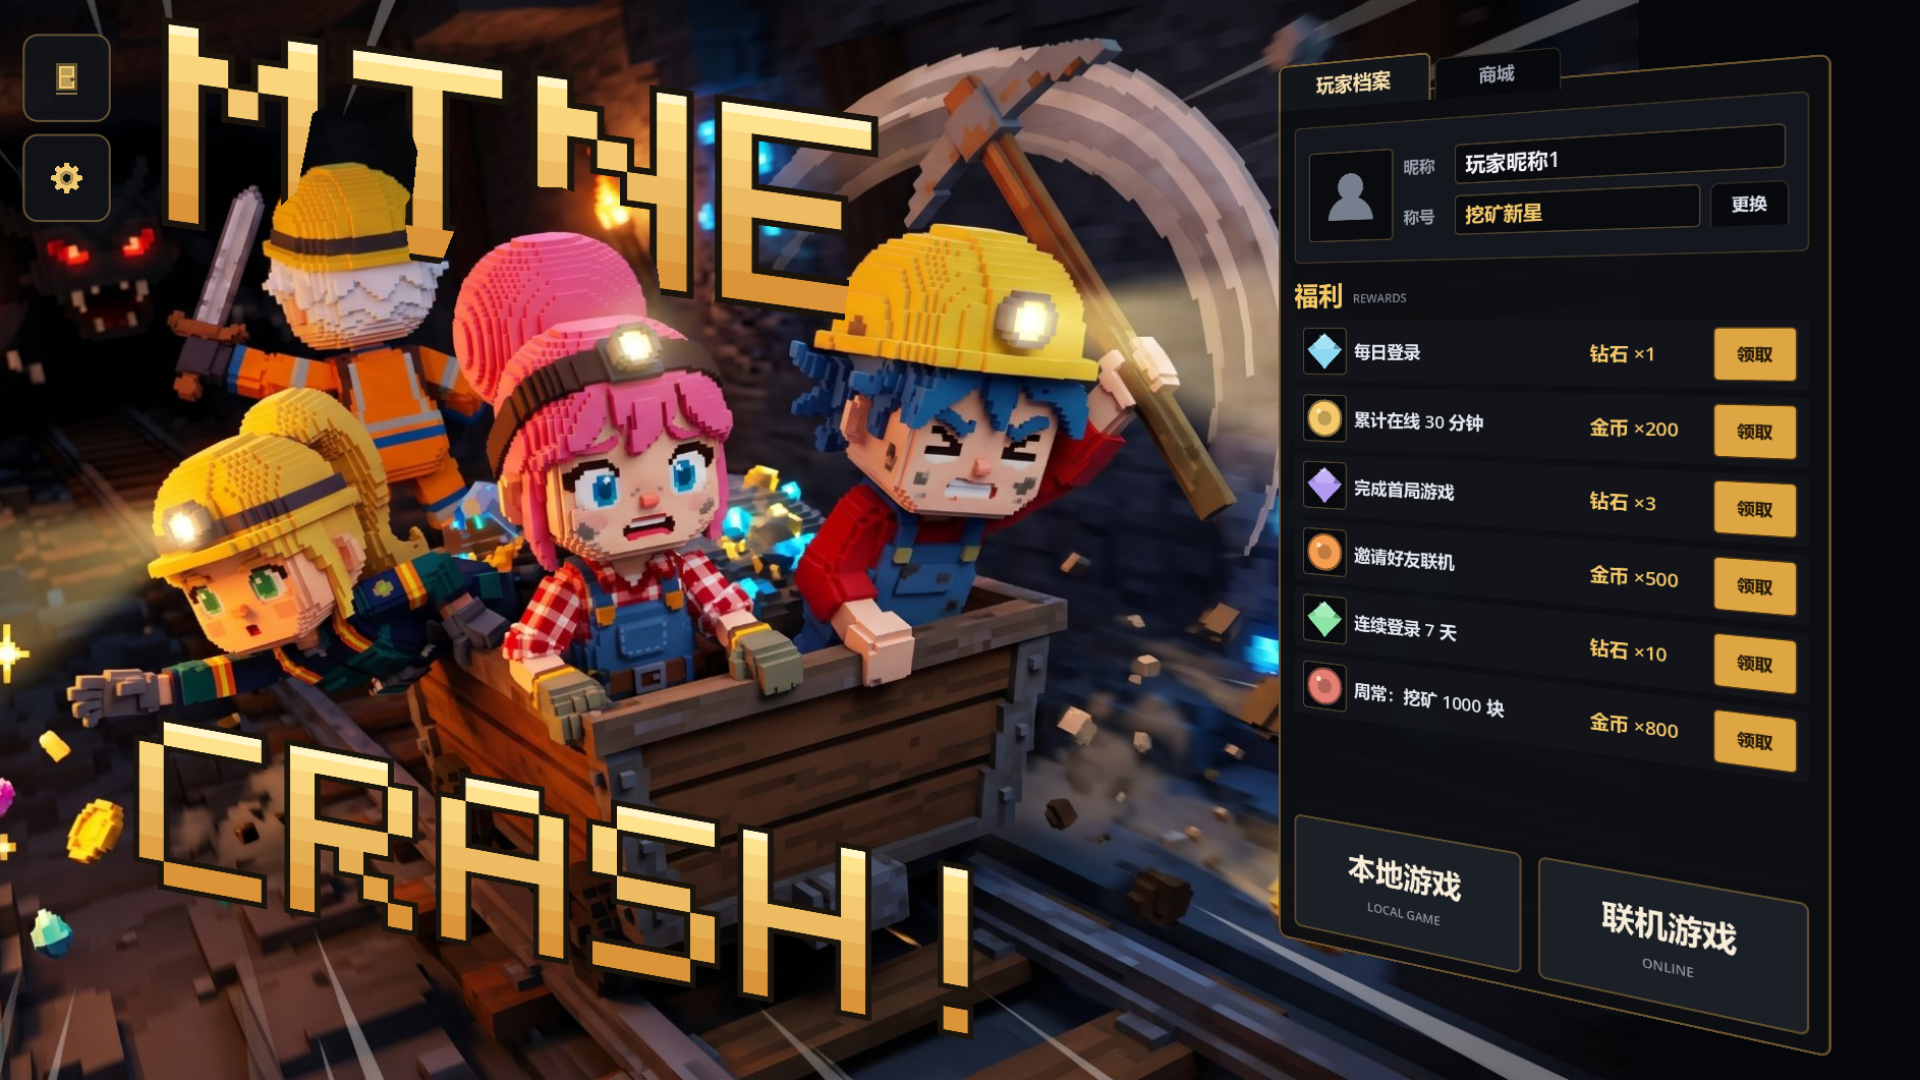 MINE
CRASH!
玩家档案
商城
昵称
玩家昵称1
称号
挖矿新星
更换
福利 REWARDS
每日登录 钻石 ×1 领取
累计在线 30 分钟 金币 ×200 领取
完成首局游戏 钻石 ×3 领取
邀请好友联机 金币 ×500 领取
连续登录 7 天 钻石 ×10 领取
周常：挖矿 1000 块 金币 ×800 领取
本地游戏
LOCAL GAME
联机游戏
ONLINE